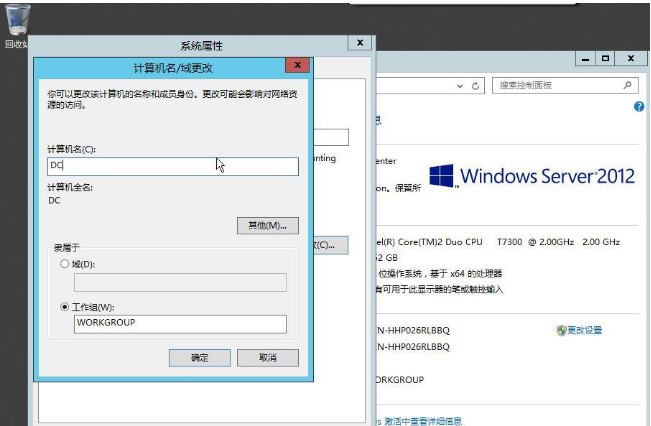 回收站
系统属性
计算机名/域更改
你可以更改该计算机的名称和成员身份。更改可能会影响对网络资
源的访问。
计算机名(C):
DC
计算机全名:
DC
其他(M)...
隶属于
域(D):
工作组(W):
WORKGROUP
确定
取消
unting
(C)...
搜索控制面板
息
enter
on。保留所
Windows Server 2012
el(R) Core(TM)2 Duo CPU T7300 @ 2.00GHz 2.00 GHz
2 GB
位操作系统，基于 x64 的处理器
有可用于此显示器的笔或触控输入
N-HHP026RLBBQ
更改设置
N-HHP026RLBBQ
ORKGROUP
s 激活中查看详细信息